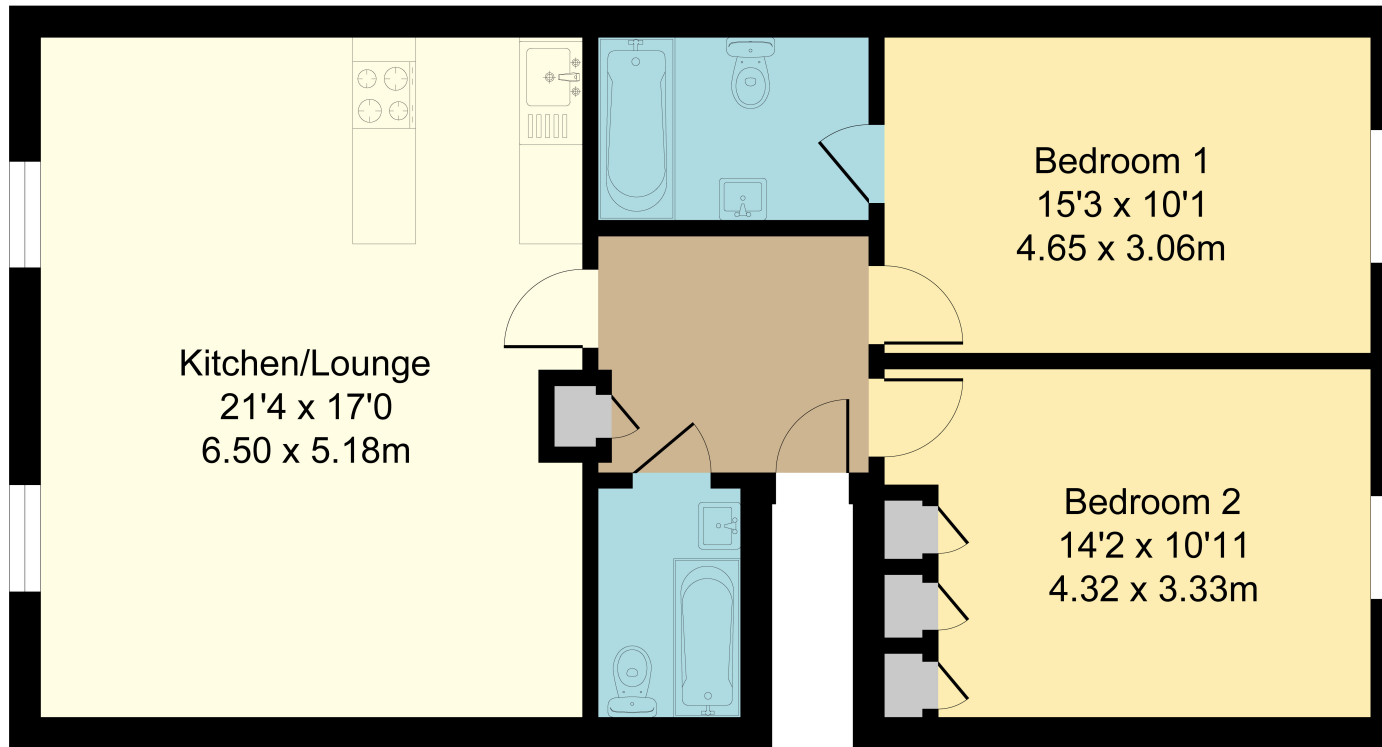 Kitchen/Lounge
21'4 x 17'0
6.50 x 5.18m
Bedroom 1
15'3 x 10'1
4.65 x 3.06m
Bedroom 2
14'2 x 10'11
4.32 x 3.33m